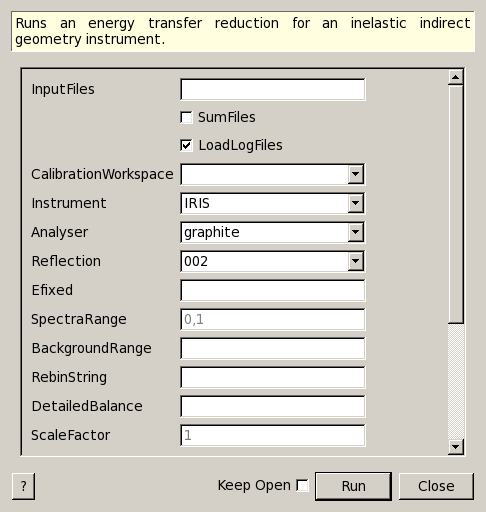 Runs an energy transfer reduction for an inelastic indirect
geometry instrument.
InputFiles
SumFiles
LoadLogFiles
CalibrationWorkspace
Instrument IRIS
Analyser graphite
Reflection 002
Efixed
SpectraRange 0,1
BackgroundRange
RebinString
DetailedBalance
ScaleFactor 1
? Keep Open Run Close